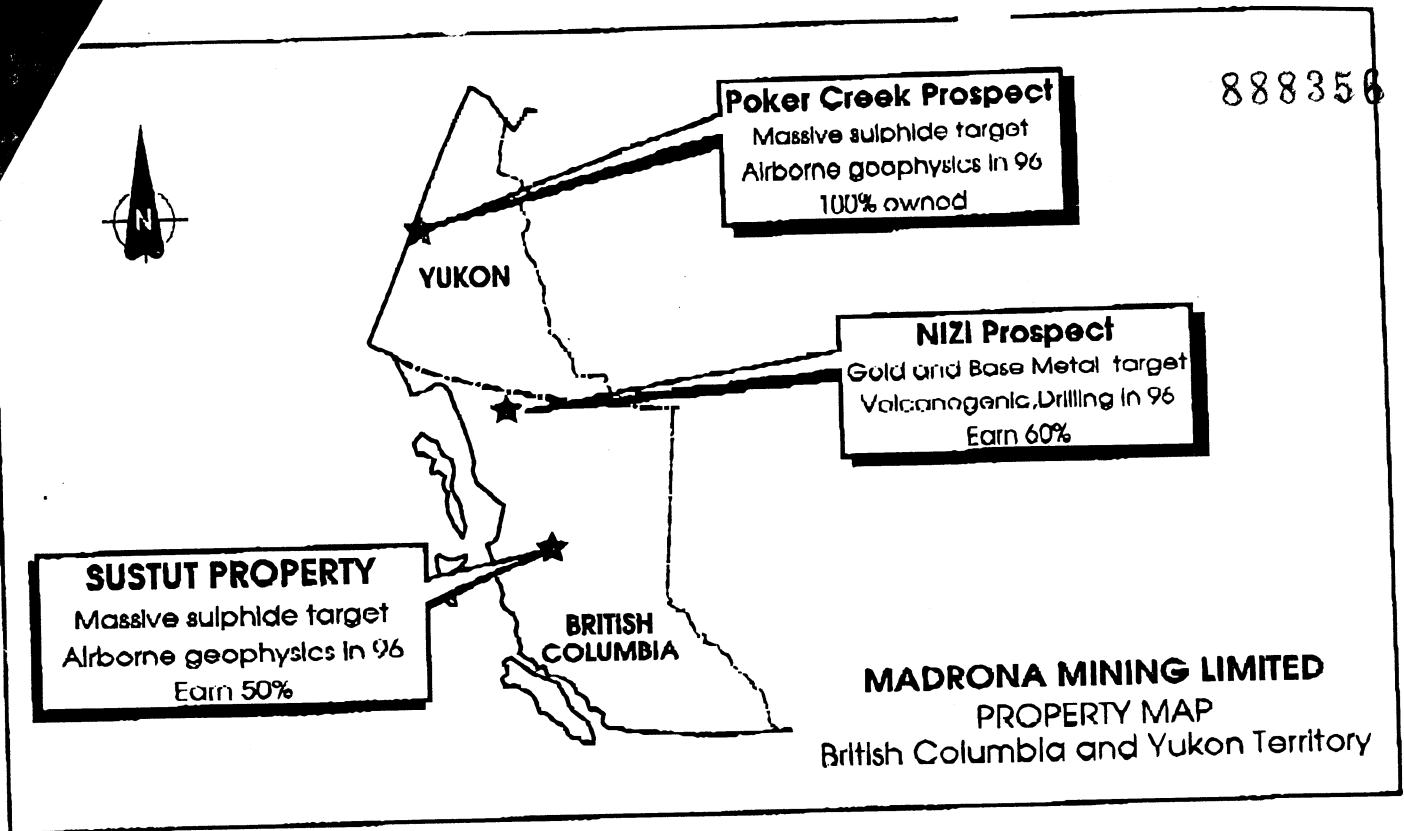 888356
Poker Creek Prospect
Massive sulphide target
Airborne geophysics in 96
100% owned
N
YUKON
NIZI Prospect
Gold and Base Metal target
Volcanogenic,Drilling in 96
Earn 60%
SUSTUT PROPERTY
Massive sulphide target
Airborne geophysics in 96
Earn 50%
BRITISH
COLUMBIA
MADRONA MINING LIMITED
PROPERTY MAP
British Columbia and Yukon Territory